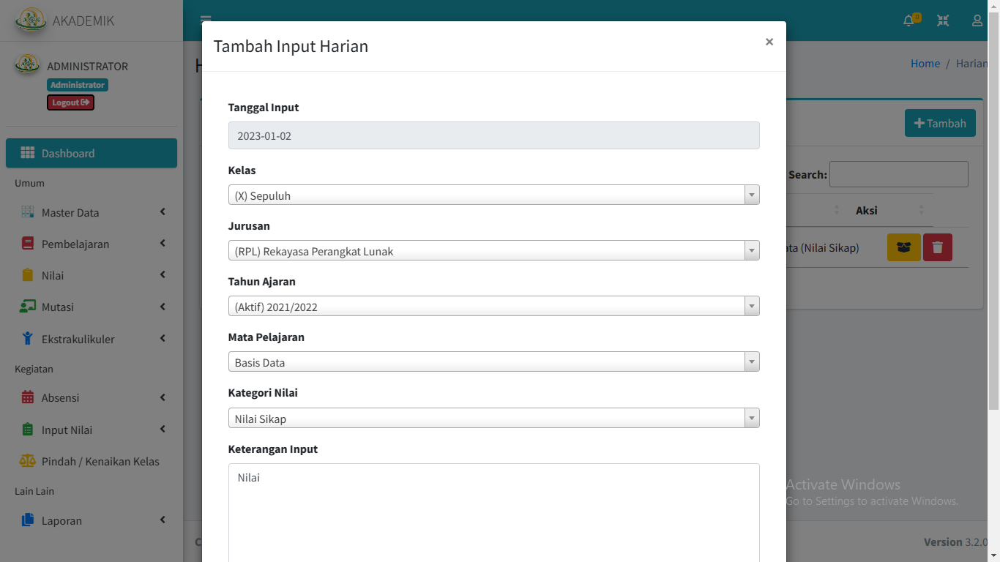 AKADEMIK
0
ADMINISTRATOR
Administrator
Logout
Home / Harian
Tambah
Dashboard
Umum
Master Data
Pembelajaran
Nilai
Mutasi
Ekstrakulikuler
Kegiatan
Absensi
Input Nilai
Pindah / Kenaikan Kelas
Lain Lain
Laporan
Tambah Input Harian
×
Tanggal Input
2023-01-02
Kelas
(X) Sepuluh
Jurusan
(RPL) Rekayasa Perangkat Lunak
Tahun Ajaran
(Aktif) 2021/2022
Mata Pelajaran
Basis Data
Kategori Nilai
Nilai Sikap
Keterangan Input
Nilai
Search:
Aksi
ata (Nilai Sikap)
Activate Windows
Go to Settings to activate Windows.
Version 3.2.0